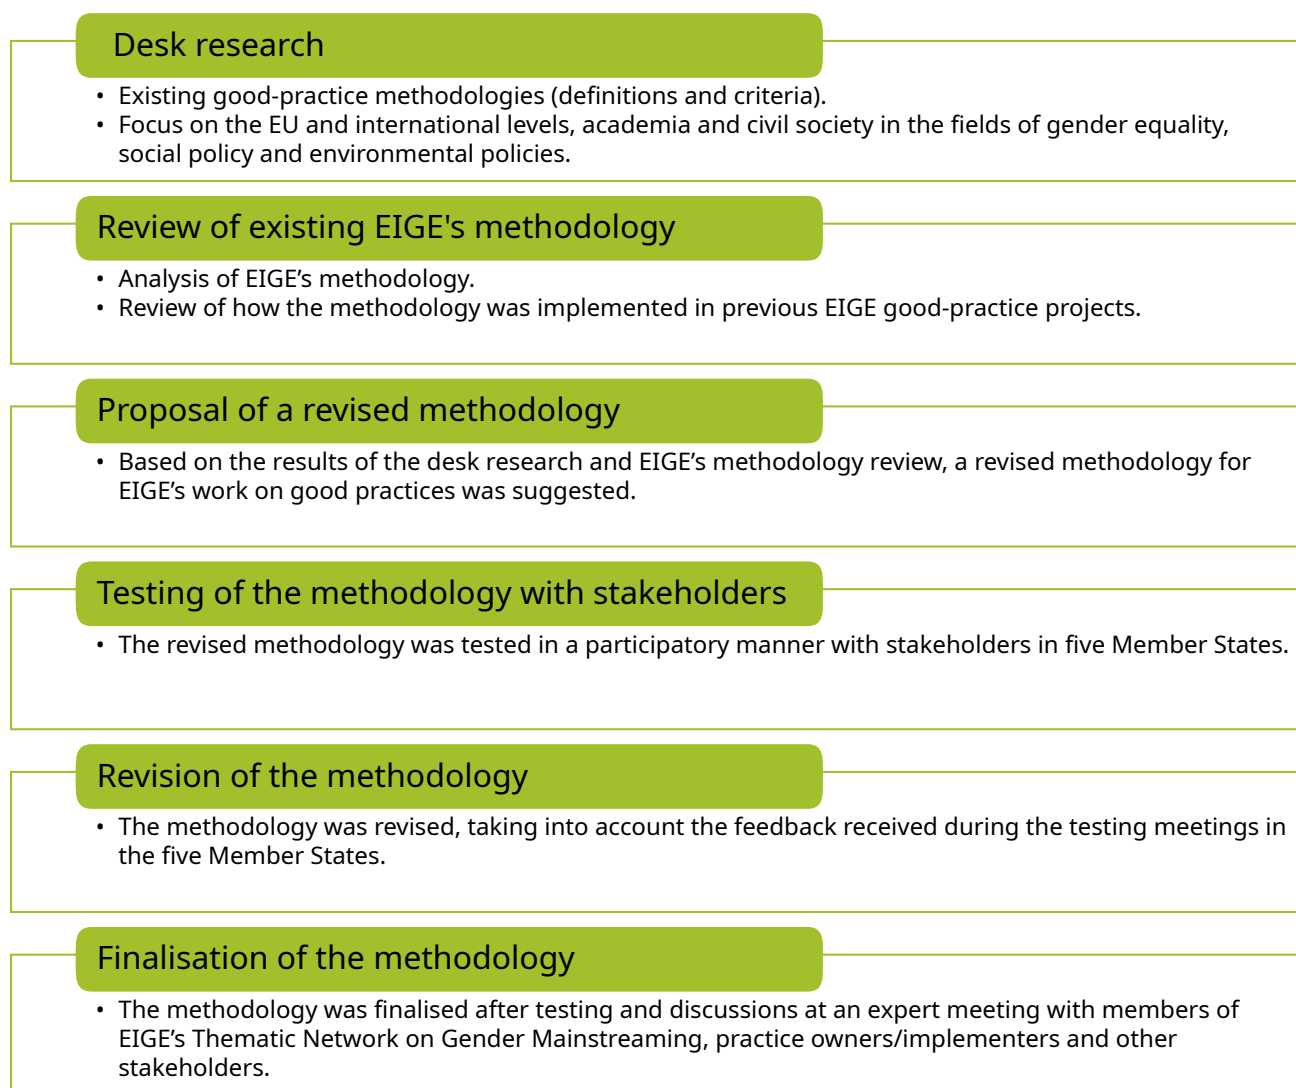 Desk research
• Existing good-practice methodologies (definitions and criteria).
• Focus on the EU and international levels, academia and civil society in the fields of gender equality,
social policy and environmental policies.
Review of existing EIGE's methodology
• Analysis of EIGE’s methodology.
• Review of how the methodology was implemented in previous EIGE good-practice projects.
Proposal of a revised methodology
• Based on the results of the desk research and EIGE’s methodology review, a revised methodology for
EIGE’s work on good practices was suggested.
Testing of the methodology with stakeholders
• The revised methodology was tested in a participatory manner with stakeholders in five Member States.
Revision of the methodology
• The methodology was revised, taking into account the feedback received during the testing meetings in
the five Member States.
Finalisation of the methodology
• The methodology was finalised after testing and discussions at an expert meeting with members of
EIGE’s Thematic Network on Gender Mainstreaming, practice owners/implementers and other
stakeholders.